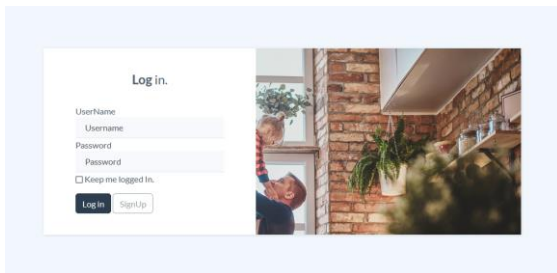 Log in.
UserName
Username
Password
Password
Keep me logged In.
Log in SignUp